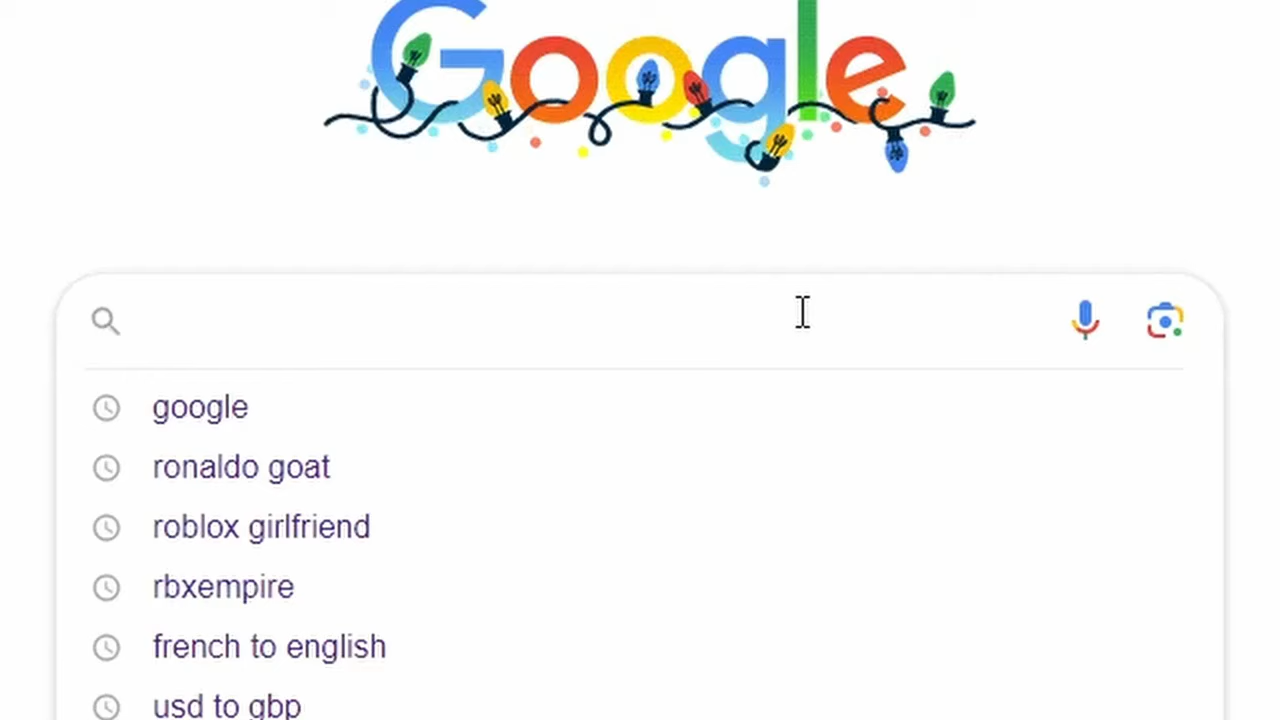 Google
google
ronaldo goat
roblox girlfriend
rbxempire
french to english
usd to gbp